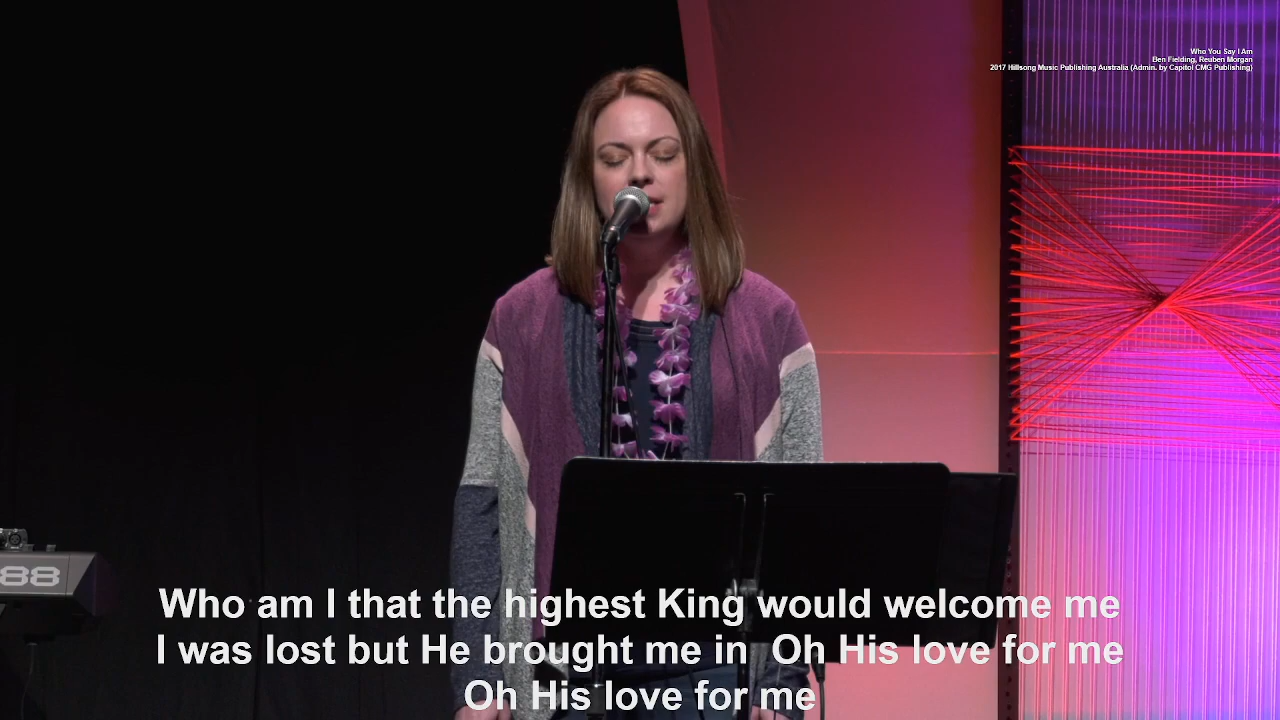 Who You Say I Am
Ben Fielding, Reuben Morgan
2017 Hillsong Music Publishing Australia (Admin. by Capitol CMG Publishing)
88
Who am I that the highest King would welcome me
I was lost but He brought me in  Oh His love for me
Oh His love for me